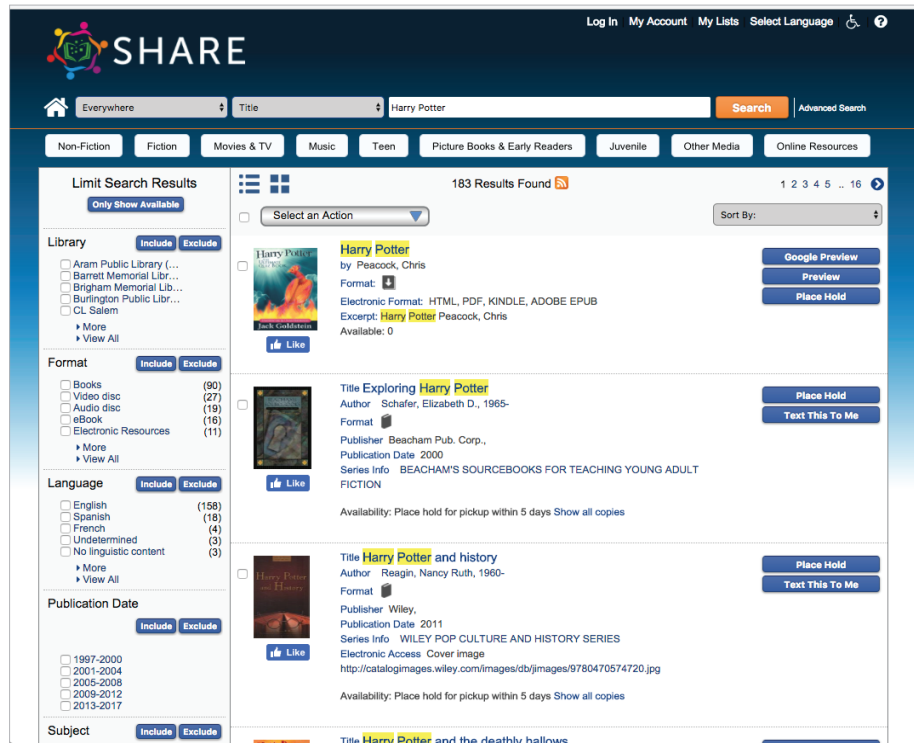 Log In My Account My Lists Select Language
SHARE
Everywhere Title Harry Potter Search Advanced Search
Non-Fiction Fiction Movies & TV Music Teen Picture Books & Early Readers Juvenile Other Media Online Resources
Limit Search Results
Only Show Available
Library Include Exclude
Aram Public Library (...
Barrett Memorial Libr...
Brigham Memorial Lib...
Burlington Public Libr...
CL Salem
More
View All
Format Include Exclude
Books (90)
Video disc (27)
Audio disc (19)
eBook (16)
Electronic Resources (11)
More
View All
Language Include Exclude
English (158)
Spanish (18)
French (4)
Undetermined (3)
No linguistic content (3)
More
View All
Publication Date
Include Exclude
1997-2000
2001-2004
2005-2008
2009-2012
2013-2017
Subject Include Exclude
183 Results Found
1 2 3 4 5 .. 16
Select an Action
Sort By:
Harry Potter
Jack Goldstein
Like
Harry Potter
by Peacock, Chris
Format:
Electronic Format: HTML, PDF, KINDLE, ADOBE EPUB
Excerpt: Harry Potter Peacock, Chris
Available: 0
Google Preview
Preview
Place Hold
Like
Title Exploring Harry Potter
Author Schafer, Elizabeth D., 1965-
Format
Publisher Beacham Pub. Corp.,
Publication Date 2000
Series Info BEACHAM'S SOURCEBOOKS FOR TEACHING YOUNG ADULT
FICTION
Availability: Place hold for pickup within 5 days Show all copies
Place Hold
Text This To Me
Harry Potter
and History
Like
Title Harry Potter and history
Author Reagin, Nancy Ruth, 1960-
Format
Publisher Wiley,
Publication Date 2011
Series Info WILEY POP CULTURE AND HISTORY SERIES
Electronic Access Cover image
http://catalogimages.wiley.com/images/db/jimages/9780470574720.jpg
Availability: Place hold for pickup within 5 days Show all copies
Place Hold
Text This To Me
Title Harry Potter and the deathly hallows